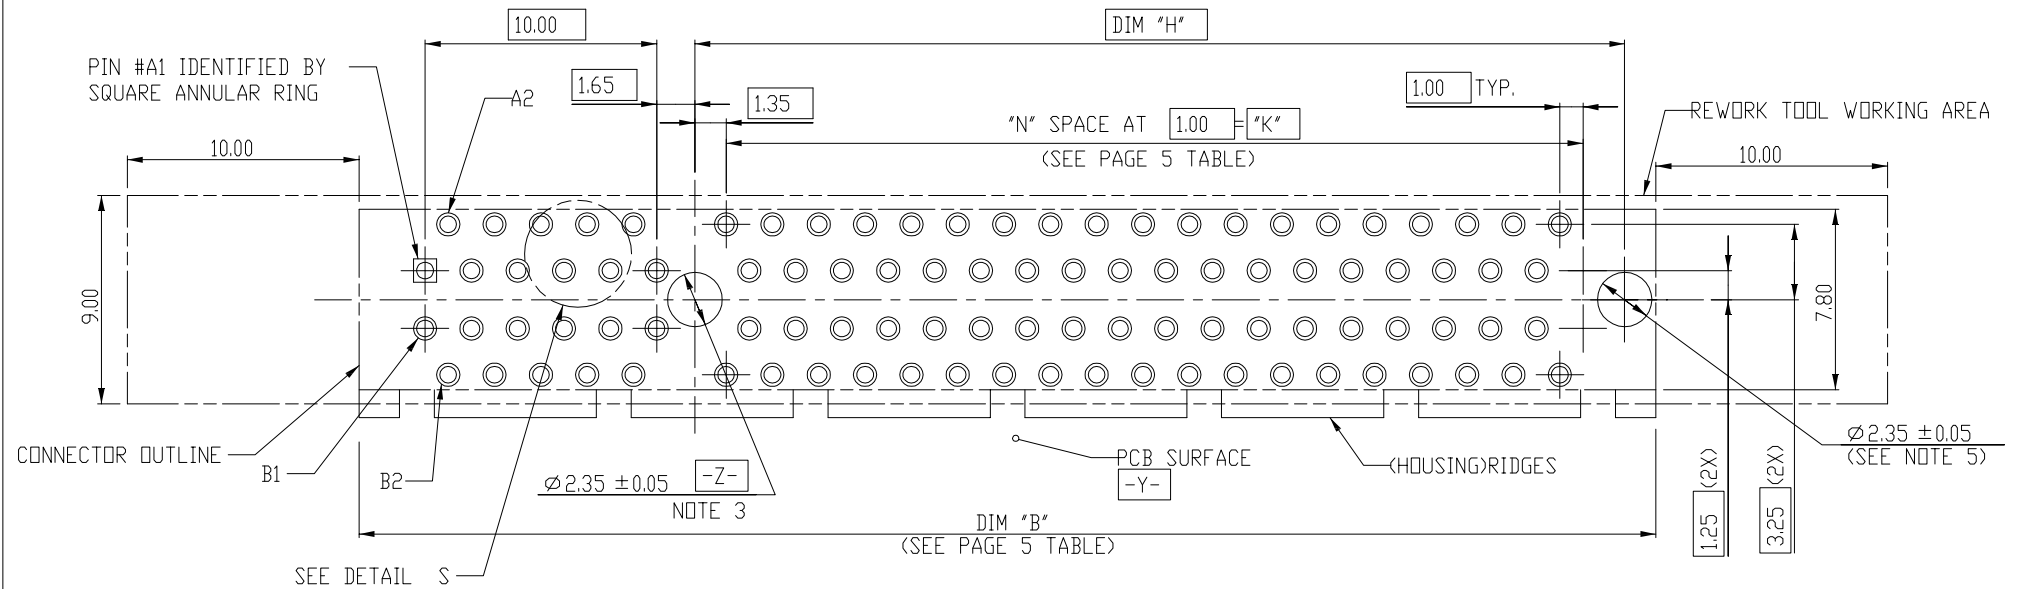 10.00
DIM "H"
PIN #A1 IDENTIFIED BY
SQUARE ANNULAR RING
A2
1.65
1.35
1.00 TYP.
"N" SPACE AT 1.00 = "K"
(SEE PAGE 5 TABLE)
REWORK TOOL WORKING AREA
10.00
10.00
9.00
7.80
CONNECTOR OUTLINE
B1
B2
Ø2.35 ±0.05 -Z-
NOTE 3
PCB SURFACE
-Y-
(HOUSING)RIDGES
Ø2.35 ±0.05
(SEE NOTE 5)
1.25 (2X)
3.25 (2X)
DIM "B"
(SEE PAGE 5 TABLE)
SEE DETAIL S